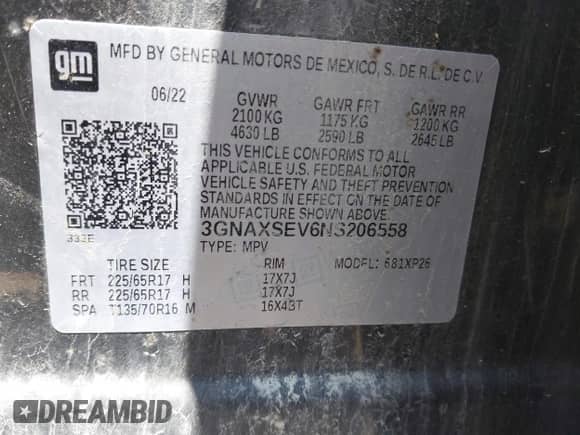 gm
MFD BY GENERAL MOTORS DE MEXICO, S. DE R.L. DE C.V.
06/22 GVWR GAWR FRT GAWR RR
2100 KG 1175 KG 1200 KG
4630 LB 2590 LB 2645 LB
THIS VEHICLE CONFORMS TO ALL
APPLICABLE U.S. FEDERAL MOTOR
VEHICLE SAFETY AND THEFT PREVENTION
STANDARDS IN EFFECT ON THE DATE OF
MANUFACTURE SHOWN ABOVE.
333E
3GNAXSEV6NS206558
TYPE: MPV MODEL: 681XP26
TIRE SIZE RIM
FRT 225/65R17 H 17X7J
RR 225/65R17 H 17X7J
SPA T135/70R16 M 16X4BT
DREAMBID